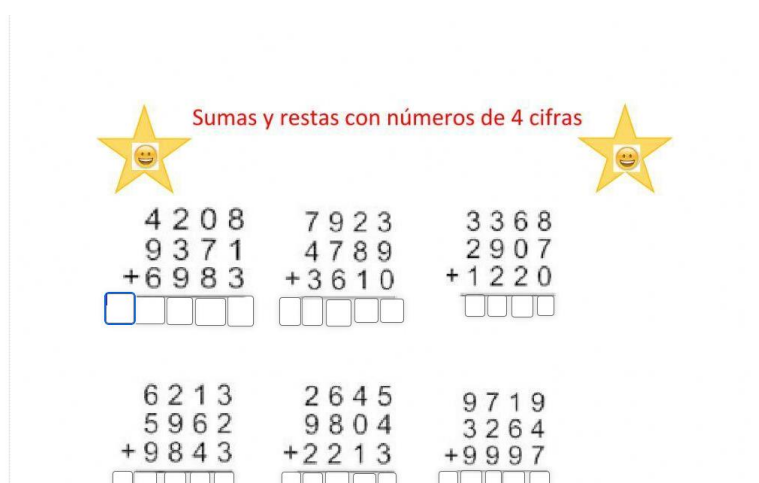 Sumas y restas con números de 4 cifras
4208 7923 3368
9371 4789 2907
+6983 +3610 +1220
6213 2645 9719
5962 9804 3264
+9843 +2213 +9997